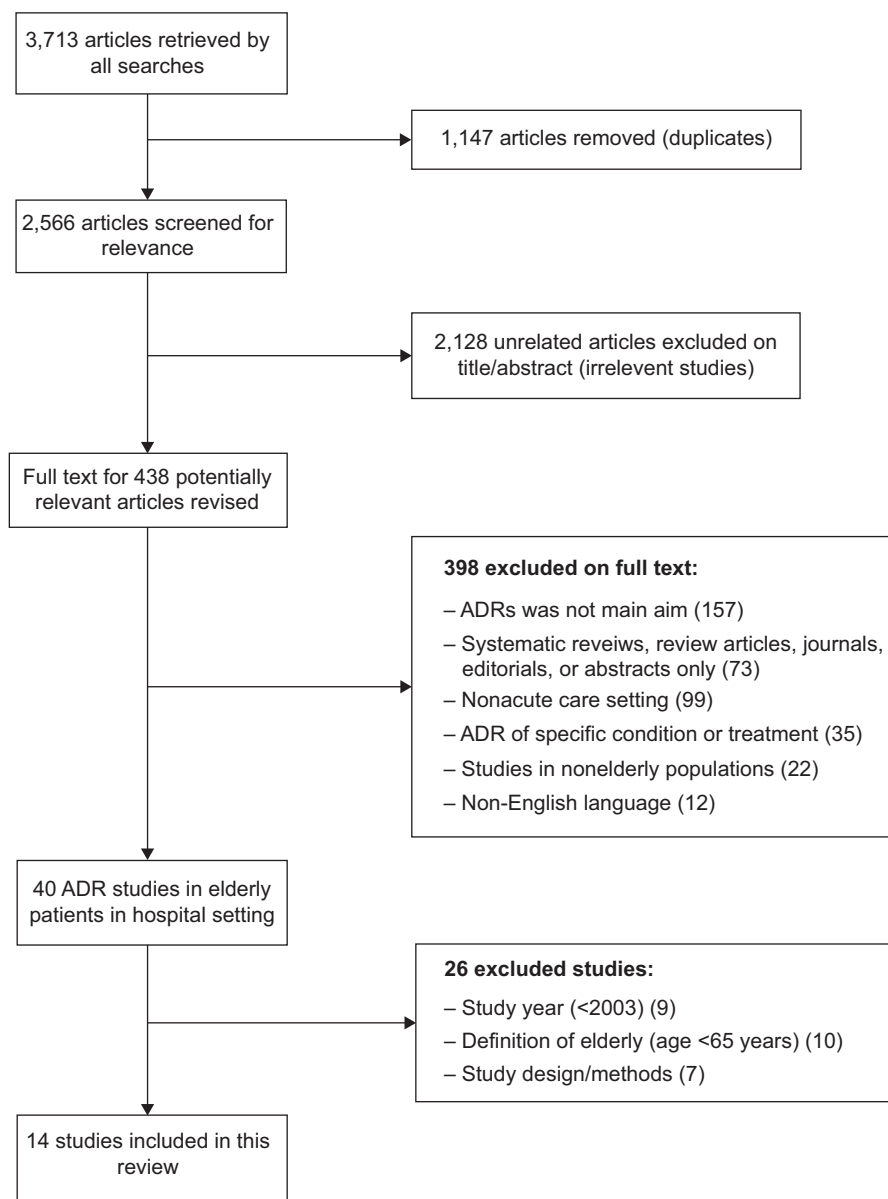 3,713 articles retrieved by
all searches
1,147 articles removed (duplicates)
2,566 articles screened for
relevance
2,128 unrelated articles excluded on
title/abstract (irrelevent studies)
Full text for 438 potentially
relevant articles revised
398 excluded on full text:
– ADRs was not main aim (157)
– Systematic reveiws, review articles, journals,
editorials, or abstracts only (73)
– Nonacute care setting (99)
– ADR of specific condition or treatment (35)
– Studies in nonelderly populations (22)
– Non-English language (12)
40 ADR studies in elderly
patients in hospital setting
26 excluded studies:
– Study year (<2003) (9)
– Definition of elderly (age <65 years) (10)
– Study design/methods (7)
14 studies included in this
review